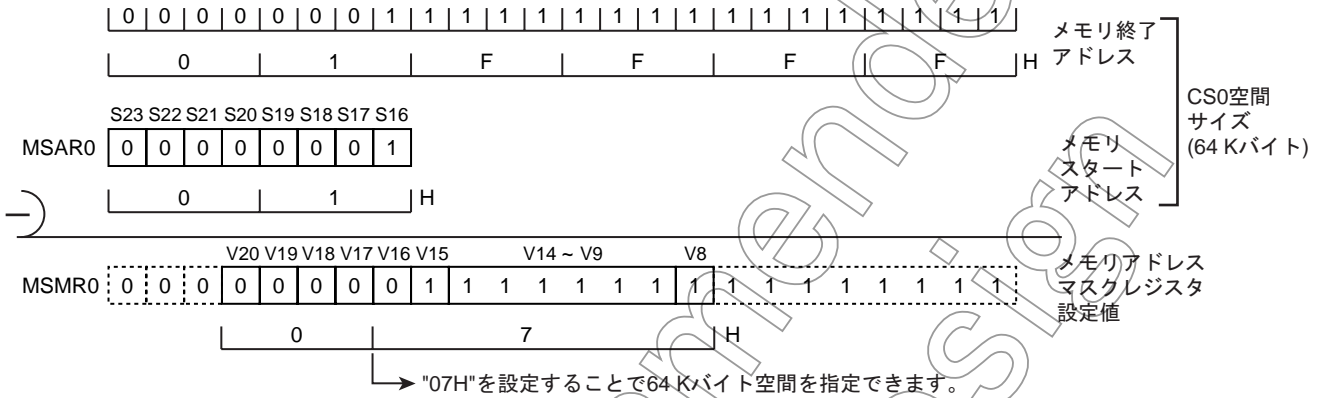 0 0 0 0 0 0 0 1 1 1 1 1 1 1 1 1 1 1 1 1 1 1 1 1 メモリ終了アドレス
0 1 F F F F H
CS0空間
サイズ
(64 Kバイト)
S23 S22 S21 S20 S19 S18 S17 S16
MSAR0 0 0 0 0 0 0 0 1
メモリ
スタート
アドレス
0 1 H
ー)
V20 V19 V18 V17 V16 V15 V14 ~ V9 V8
MSMR0 0 0 0 0 0 0 0 0 1 1 1 1 1 1 1 1 1 1 1 1 1 1 1 1
メモリアドレス
マスクレジスタ
設定値
0 7 H
"07H"を設定することで64 Kバイト空間を指定できます。